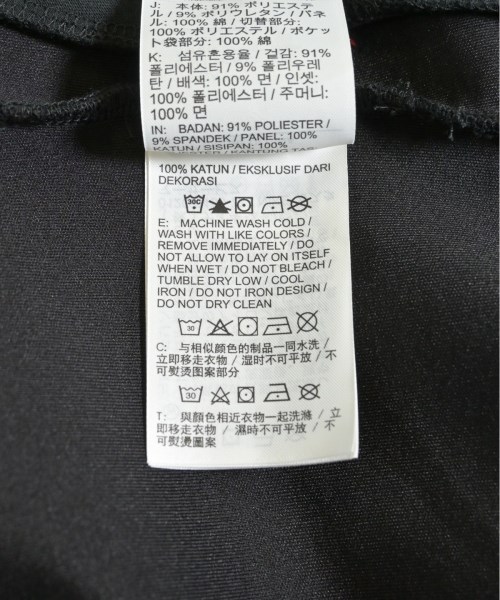 J: 本体: 91% ポリエステ
ル/ 9% ポリウレタン / パネ
ル: 100% 綿 / 切替部分:
100% ポリエステル / ポケッ
ト袋部分: 100% 綿
K: 섬유혼용율 / 겉감: 91%
폴리에스터/ 9% 폴리우레
탄 / 배색: 100% 면 / 인셋:
100% 폴리에스터 / 주머니:
100% 면
IN: BADAN: 91% POLIESTER /
9% SPANDEK / PANEL: 100%
KATUN / SISIPAN: 100%
100% KATUN / EKSKLUSIF DARI
DEKORASI
30C
E: MACHINE WASH COLD /
WASH WITH LIKE COLORS /
REMOVE IMMEDIATELY / DO
NOT ALLOW TO LAY ON ITSELF
WHEN WET / DO NOT BLEACH /
TUMBLE DRY LOW / COOL
IRON / DO NOT IRON DESIGN /
DO NOT DRY CLEAN
30
C: 与相似颜色的制品一同水洗 /
立即移走衣物 / 湿时不可平放 / 不
可熨烫图案部分
30
T: 與顏色相近衣物一起洗滌 / 立
即移走衣物 / 濕時不可平放 / 不
可熨燙圖案